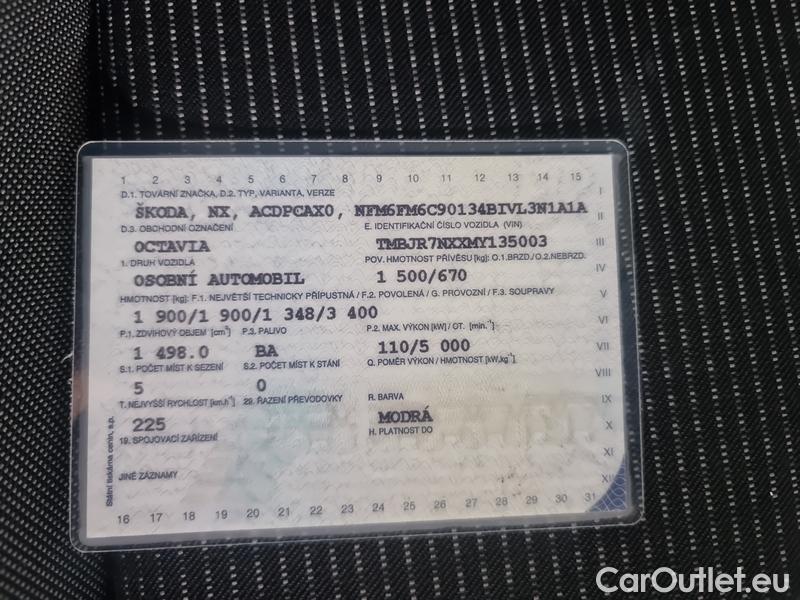 1 2 3 4 5 6 7 8 9 10 11 12 13 14 15
D.1. TOVÁRNÍ ZNAČKA, D.2. TYP, VARIANTA, VERZE
I
ŠKODA, NX, ACDPCAX0, NFM6FM6C90134BIVL3N1A1A
II
D.3. OBCHODNÍ OZNAČENÍ E. IDENTIFIKAČNÍ ČÍSLO VOZIDLA (VIN)
OCTAVIA TMBJR7NXXMY135003
III
1. DRUH VOZIDLA POV. HMOTNOST PŘÍVĚSU [kg]: O.1.BRZD./O.2.NEBRZD.
OSOBNÍ AUTOMOBIL 1 500/670
IV
HMOTNOST [kg]: F.1. NEJVĚTŠÍ TECHNICKY PŘÍPUSTNÁ / F.2. POVOLENÁ / G. PROVOZNÍ / F.3. SOUPRAVY
V
1 900/1 900/1 348/3 400
VI
P.1. ZDVIHOVÝ OBJEM [cm³] P.3. PALIVO P.2. MAX. VÝKON [kW] / OT. [min.⁻¹]
1 498.0 BA 110/5 000
VII
S.1. POČET MÍST K SEZENÍ S.2. POČET MÍST K STÁNÍ Q. POMĚR VÝKON / HMOTNOST [kW.kg⁻¹]
VIII
5 0
T. NEJVYŠŠÍ RYCHLOST [km.h⁻¹] 29. ŘAZENÍ PŘEVODOVKY R. BARVA
IX
225 MODRÁ
X
19. SPOJOVACÍ ZAŘÍZENÍ H. PLATNOST DO
XI
JINÉ ZÁZNAMY
XII
Státní tiskárna cenin, s.p.
16 17 18 19 20 21 22 23 24 25 26 27 28 29 30 31
CarOutlet.eu